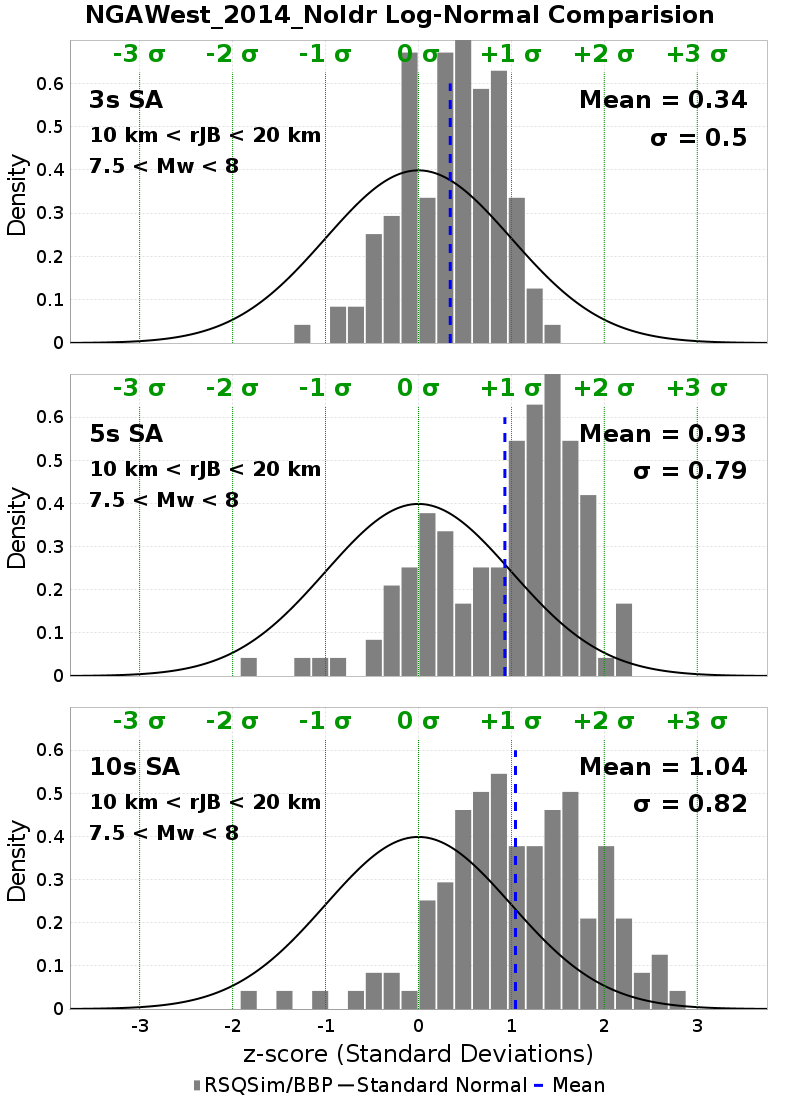 NGAWest_2014_NoIdr Log-Normal Comparision
-3 σ -2 σ -1 σ 0 σ +1 σ +2 σ +3 σ
0.6
3s SA Mean = 0.34
0.5
10 km < rJB < 20 km σ = 0.5
7.5 < Mw < 8
0.4
0.3
0.2
0.1
0
Density
-3 σ -2 σ -1 σ 0 σ +1 σ +2 σ +3 σ
0.6
5s SA Mean = 0.93
0.5
10 km < rJB < 20 km σ = 0.79
7.5 < Mw < 8
0.4
0.3
0.2
0.1
0
Density
-3 σ -2 σ -1 σ 0 σ +1 σ +2 σ +3 σ
0.6
10s SA Mean = 1.04
0.5
10 km < rJB < 20 km σ = 0.82
7.5 < Mw < 8
0.4
0.3
0.2
0.1
0
Density
-3 -2 -1 0 1 2 3
z-score (Standard Deviations)
RSQSim/BBP Standard Normal Mean